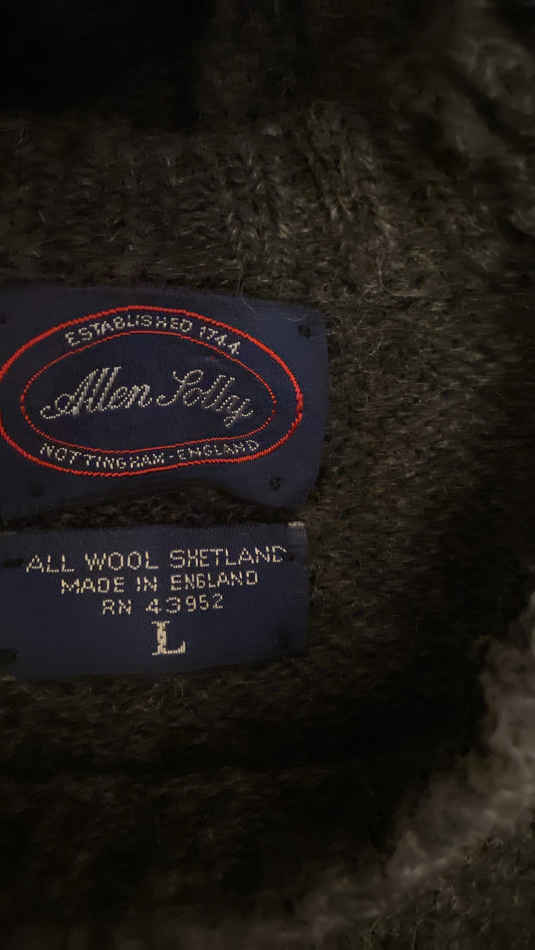 ESTABLISHED 1744
Allen Solly
NOTTINGHAM-ENGLAND
ALL WOOL SHETLAND
MADE IN ENGLAND
RN 43952
L